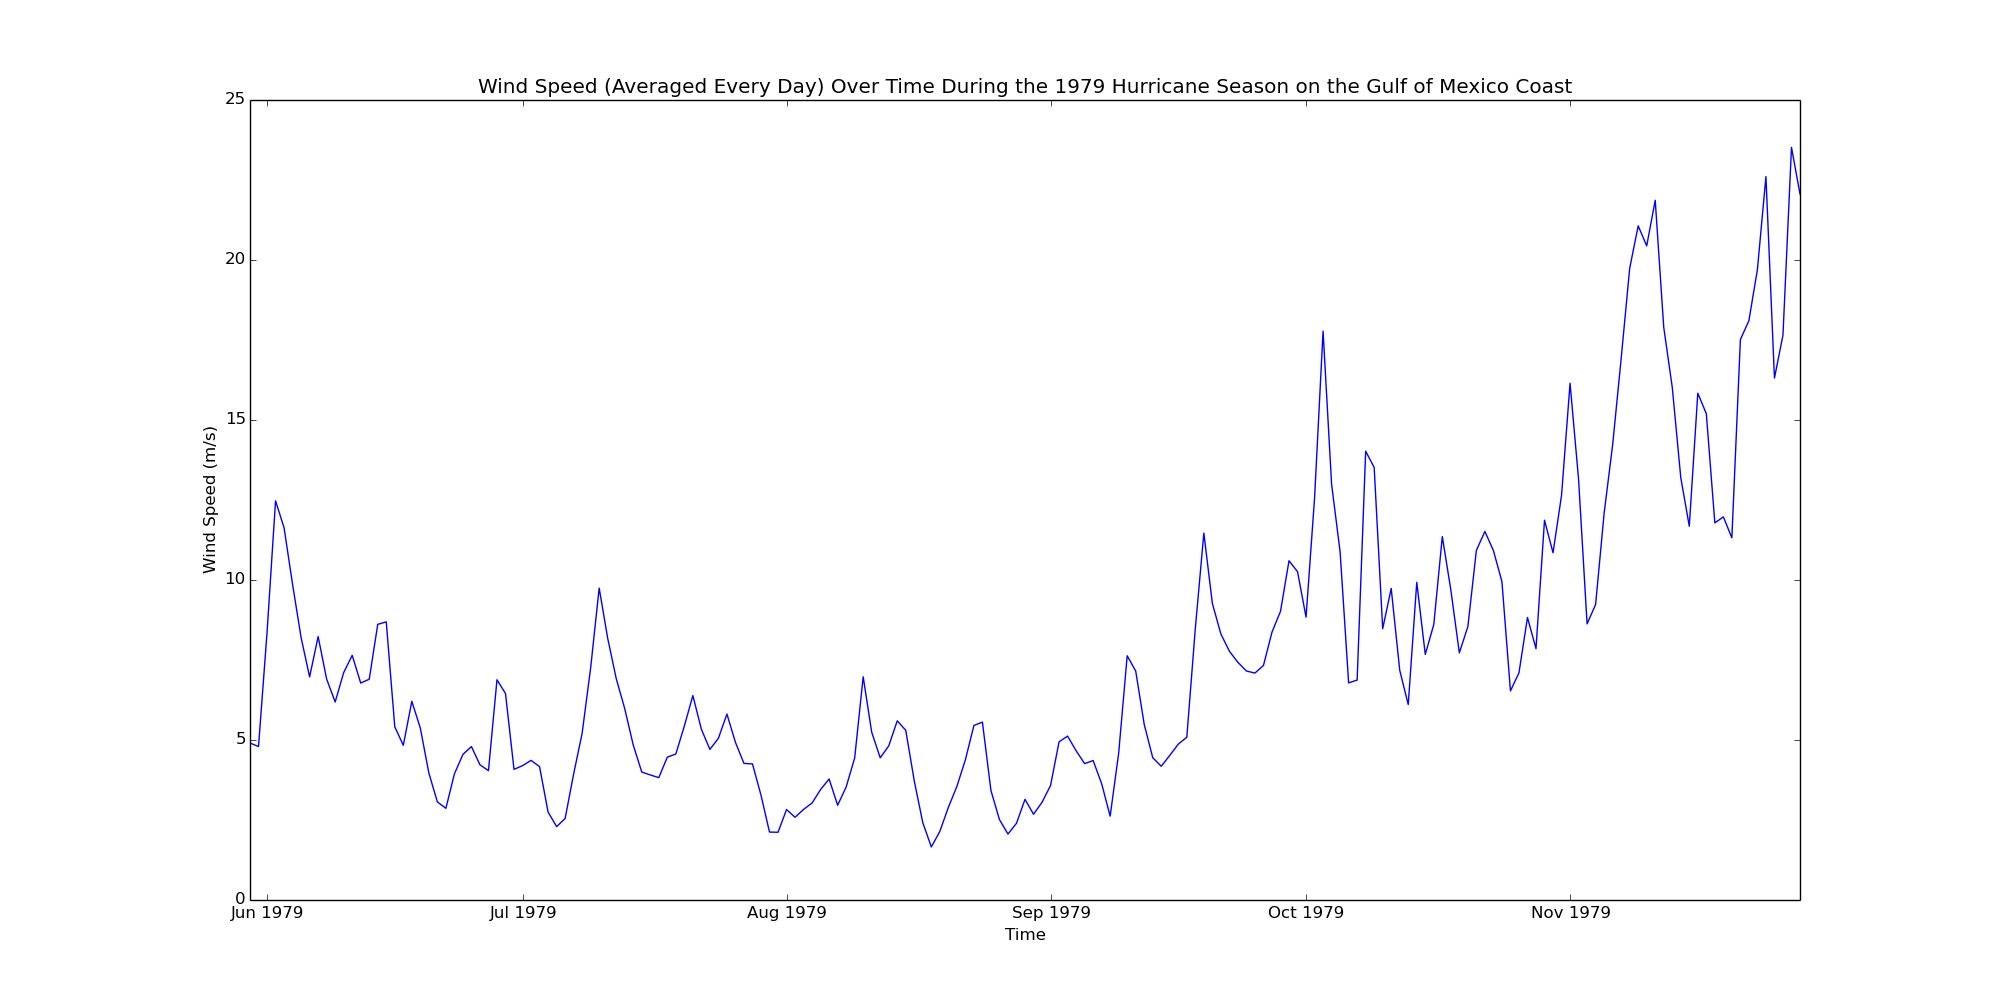 Wind Speed (Averaged Every Day) Over Time During the 1979 Hurricane Season on the Gulf of Mexico Coast
25
20
15
10
5
0
Wind Speed (m/s)
Jun 1979 Jul 1979 Aug 1979 Sep 1979 Oct 1979 Nov 1979
Time